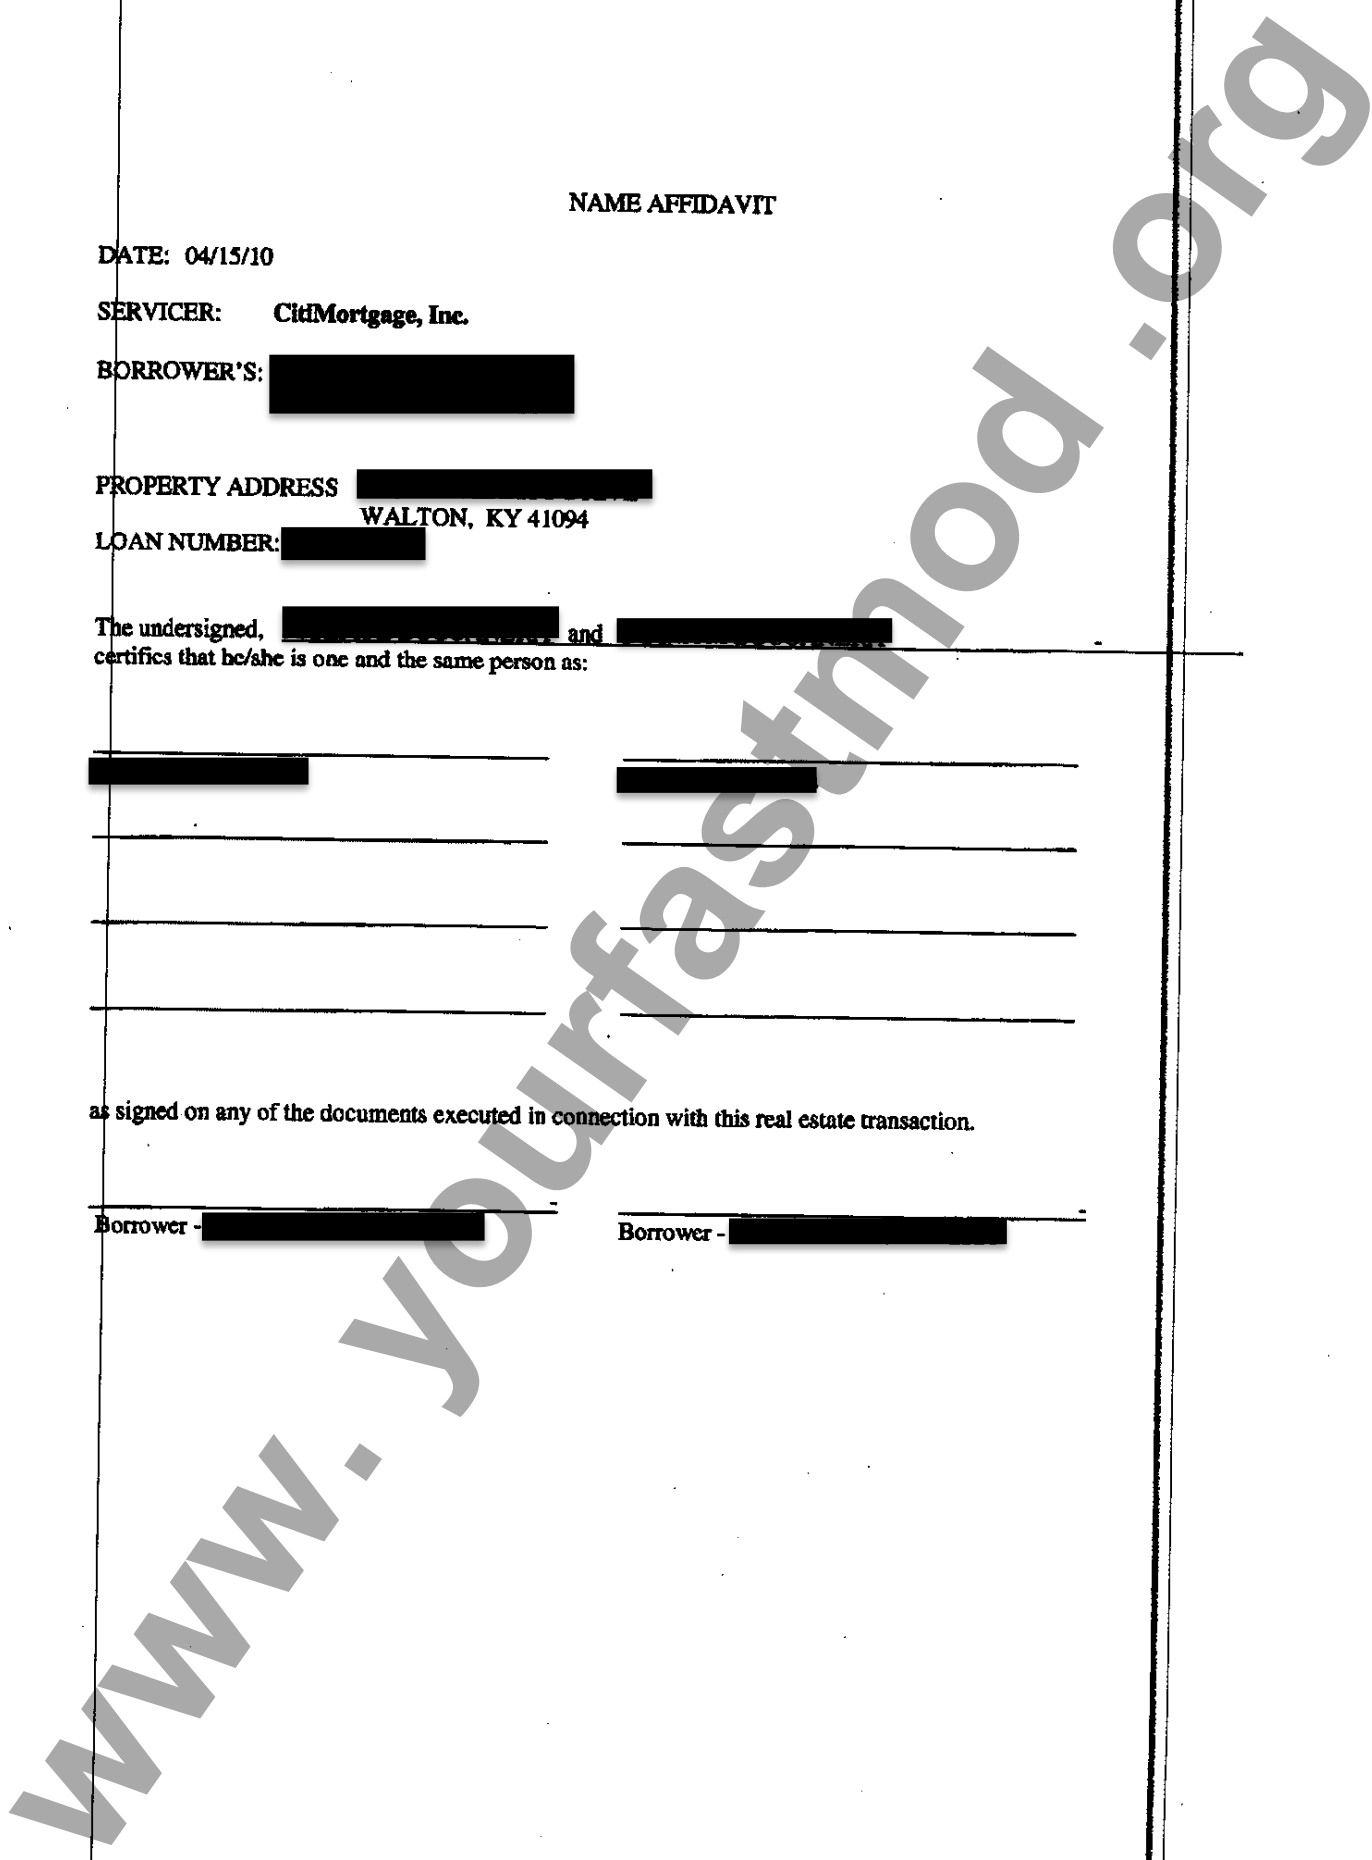 NAME AFFIDAVIT
DATE: 04/15/10
SERVICER: CitiMortgage, Inc.
BORROWER'S:
PROPERTY ADDRESS
WALTON, KY 41094
LOAN NUMBER:
The undersigned, and
certifies that he/she is one and the same person as:
as signed on any of the documents executed in connection with this real estate transaction.
Borrower - Borrower -
www.yourfastmod.org